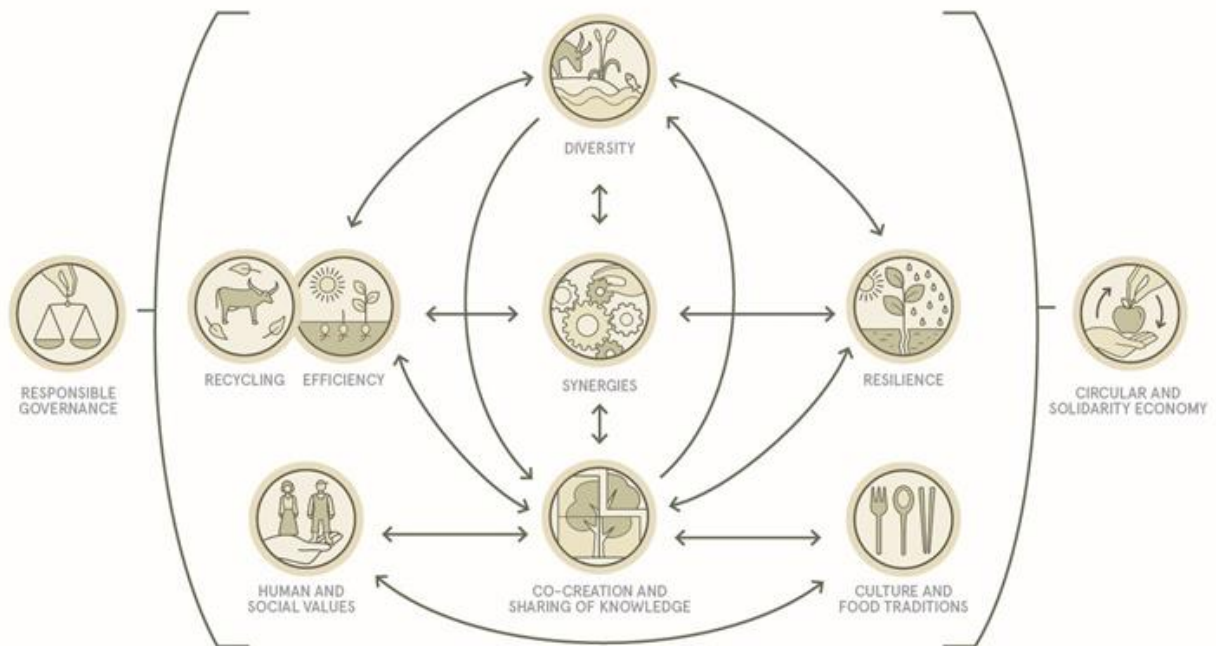 DIVERSITY
RECYCLING
EFFICIENCY
SYNERGIES
RESILIENCE
RESPONSIBLE
GOVERNANCE
CIRCULAR AND
SOLIDARITY ECONOMY
HUMAN AND
SOCIAL VALUES
CO-CREATION AND
SHARING OF KNOWLEDGE
CULTURE AND
FOOD TRADITIONS